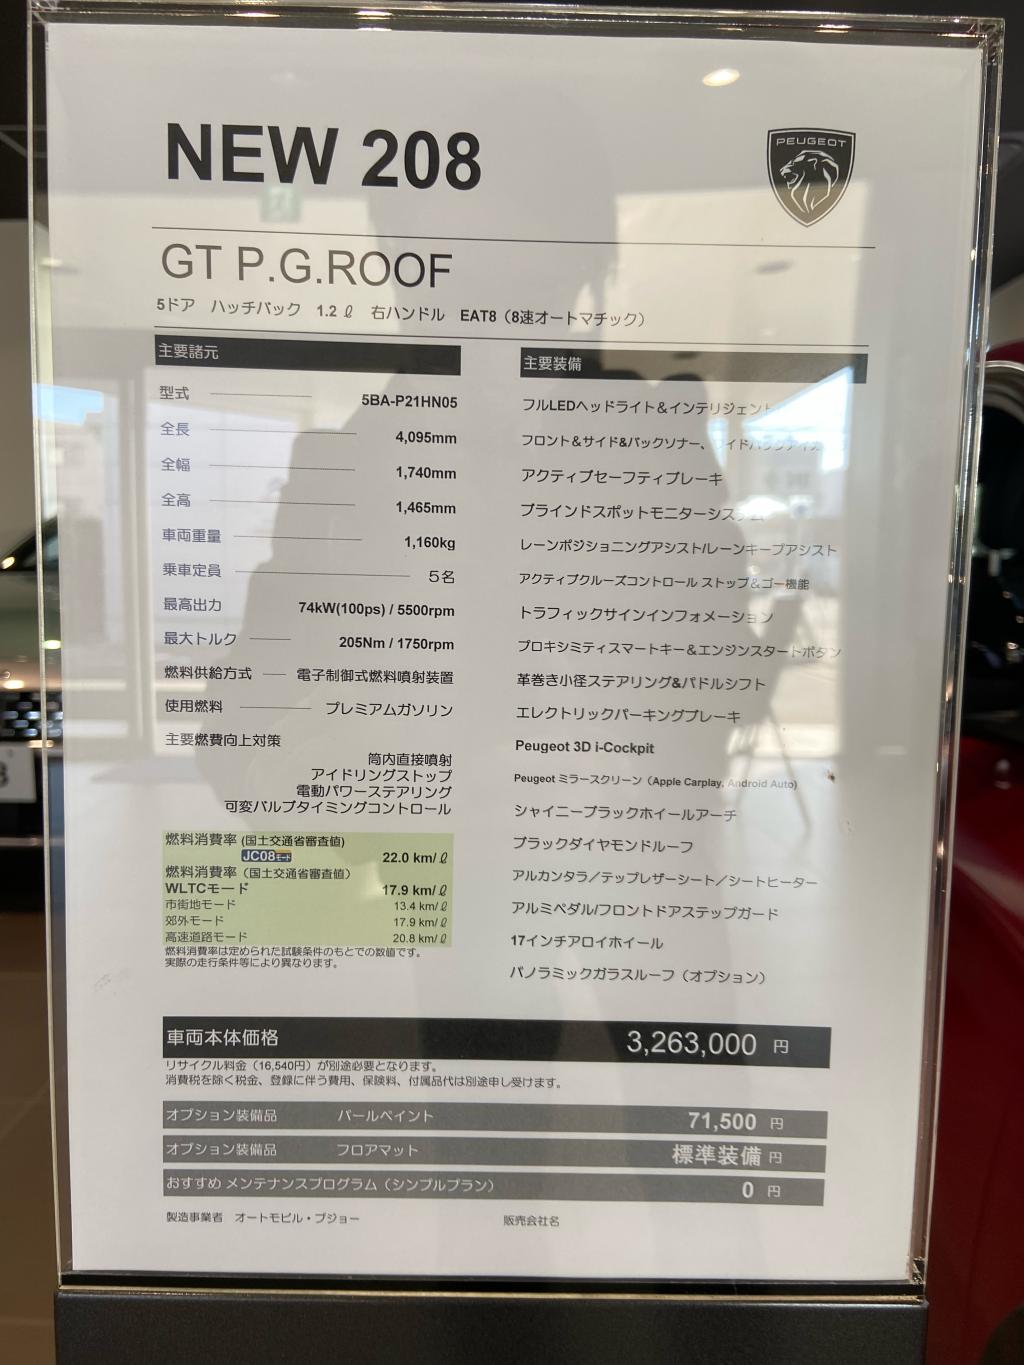 NEW 208
PEUGEOT
GT P.G.ROOF
5ドア ハッチバック 1.2ℓ 右ハンドル EAT8（8速オートマチック）
主要諸元
型式 5BA-P21HN05
全長 4,095mm
全幅 1,740mm
全高 1,465mm
車両重量 1,160kg
乗車定員 5名
最高出力 74kW(100ps) / 5500rpm
最大トルク 205Nm / 1750rpm
燃料供給方式 電子制御式燃料噴射装置
使用燃料 プレミアムガソリン
主要燃費向上対策
筒内直接噴射
アイドリングストップ
電動パワーステアリング
可変バルブタイミングコントロール
燃料消費率 (国土交通省審査値)
JC08モード 22.0 km/ℓ
燃料消費率（国土交通省審査値）
WLTCモード 17.9 km/ℓ
市街地モード 13.4 km/ℓ
郊外モード 17.9 km/ℓ
高速道路モード 20.8 km/ℓ
燃料消費率は定められた試験条件のもとでの数値です。
実際の走行条件等により異なります。
主要装備
フルLEDヘッドライト＆インテリジェント
フロント＆サイド&バックソナー、ワイドバックアイカメラ
アクティブセーフティブレーキ
ブラインドスポットモニターシステム
レーンポジショニングアシスト/レーンキープアシスト
アクティブクルーズコントロール ストップ＆ゴー機能
トラフィックサインインフォメーション
プロキシミティスマートキー＆エンジンスタートボタン
革巻き小径ステアリング&パドルシフト
エレクトリックパーキングブレーキ
Peugeot 3D i-Cockpit
Peugeot ミラースクリーン（Apple Carplay, Android Auto)
シャイニーブラックホイールアーチ
ブラックダイヤモンドルーフ
アルカンタラ／テップレザーシート／シートヒーター
アルミペダル/フロントドアステップガード
17インチアロイホイール
パノラミックガラスルーフ（オプション）
車両本体価格 3,263,000 円
リサイクル料金（16,540円）が別途必要となります。
消費税を除く税金、登録に伴う費用、保険料、付属品代は別途申し受けます。
オプション装備品 パールペイント 71,500 円
オプション装備品 フロアマット 標準装備 円
おすすめ メンテナンスプログラム（シンプルプラン） 0 円
製造事業者 オートモビル・プジョー 販売会社名